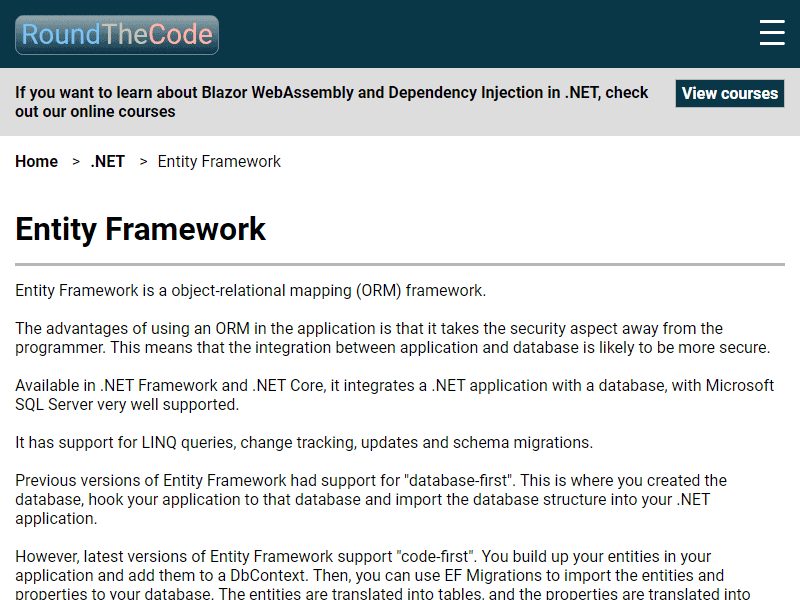 RoundTheCode
If you want to learn about Blazor WebAssembly and Dependency Injection in .NET, check
out our online courses
View courses
Home > .NET > Entity Framework
Entity Framework
Entity Framework is a object-relational mapping (ORM) framework.
The advantages of using an ORM in the application is that it takes the security aspect away from the
programmer. This means that the integration between application and database is likely to be more secure.
Available in .NET Framework and .NET Core, it integrates a .NET application with a database, with Microsoft
SQL Server very well supported.
It has support for LINQ queries, change tracking, updates and schema migrations.
Previous versions of Entity Framework had support for "database-first". This is where you created the
database, hook your application to that database and import the database structure into your .NET
application.
However, latest versions of Entity Framework support "code-first". You build up your entities in your
application and add them to a DbContext. Then, you can use EF Migrations to import the entities and
properties to your database. The entities are translated into tables, and the properties are translated into